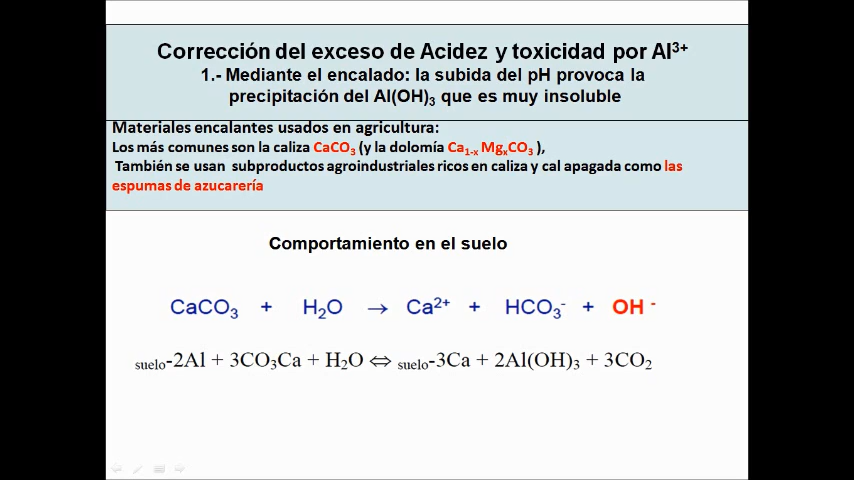 Corrección del exceso de Acidez y toxicidad por Al³⁺
1.- Mediante el encalado: la subida del pH provoca la
precipitación del Al(OH)₃ que es muy insoluble
Materiales encalantes usados en agricultura:
Los más comunes son la caliza CaCO₃ (y la dolomía Ca₁₋ₓ MgₓCO₃ ),
También se usan subproductos agroindustriales ricos en caliza y cal apagada como las
espumas de azucarería
Comportamiento en el suelo
CaCO₃ + H₂O → Ca²⁺ + HCO₃⁻ + OH ⁻
suelo-2Al + 3CO₃Ca + H₂O ⇔ suelo-3Ca + 2Al(OH)₃ + 3CO₂